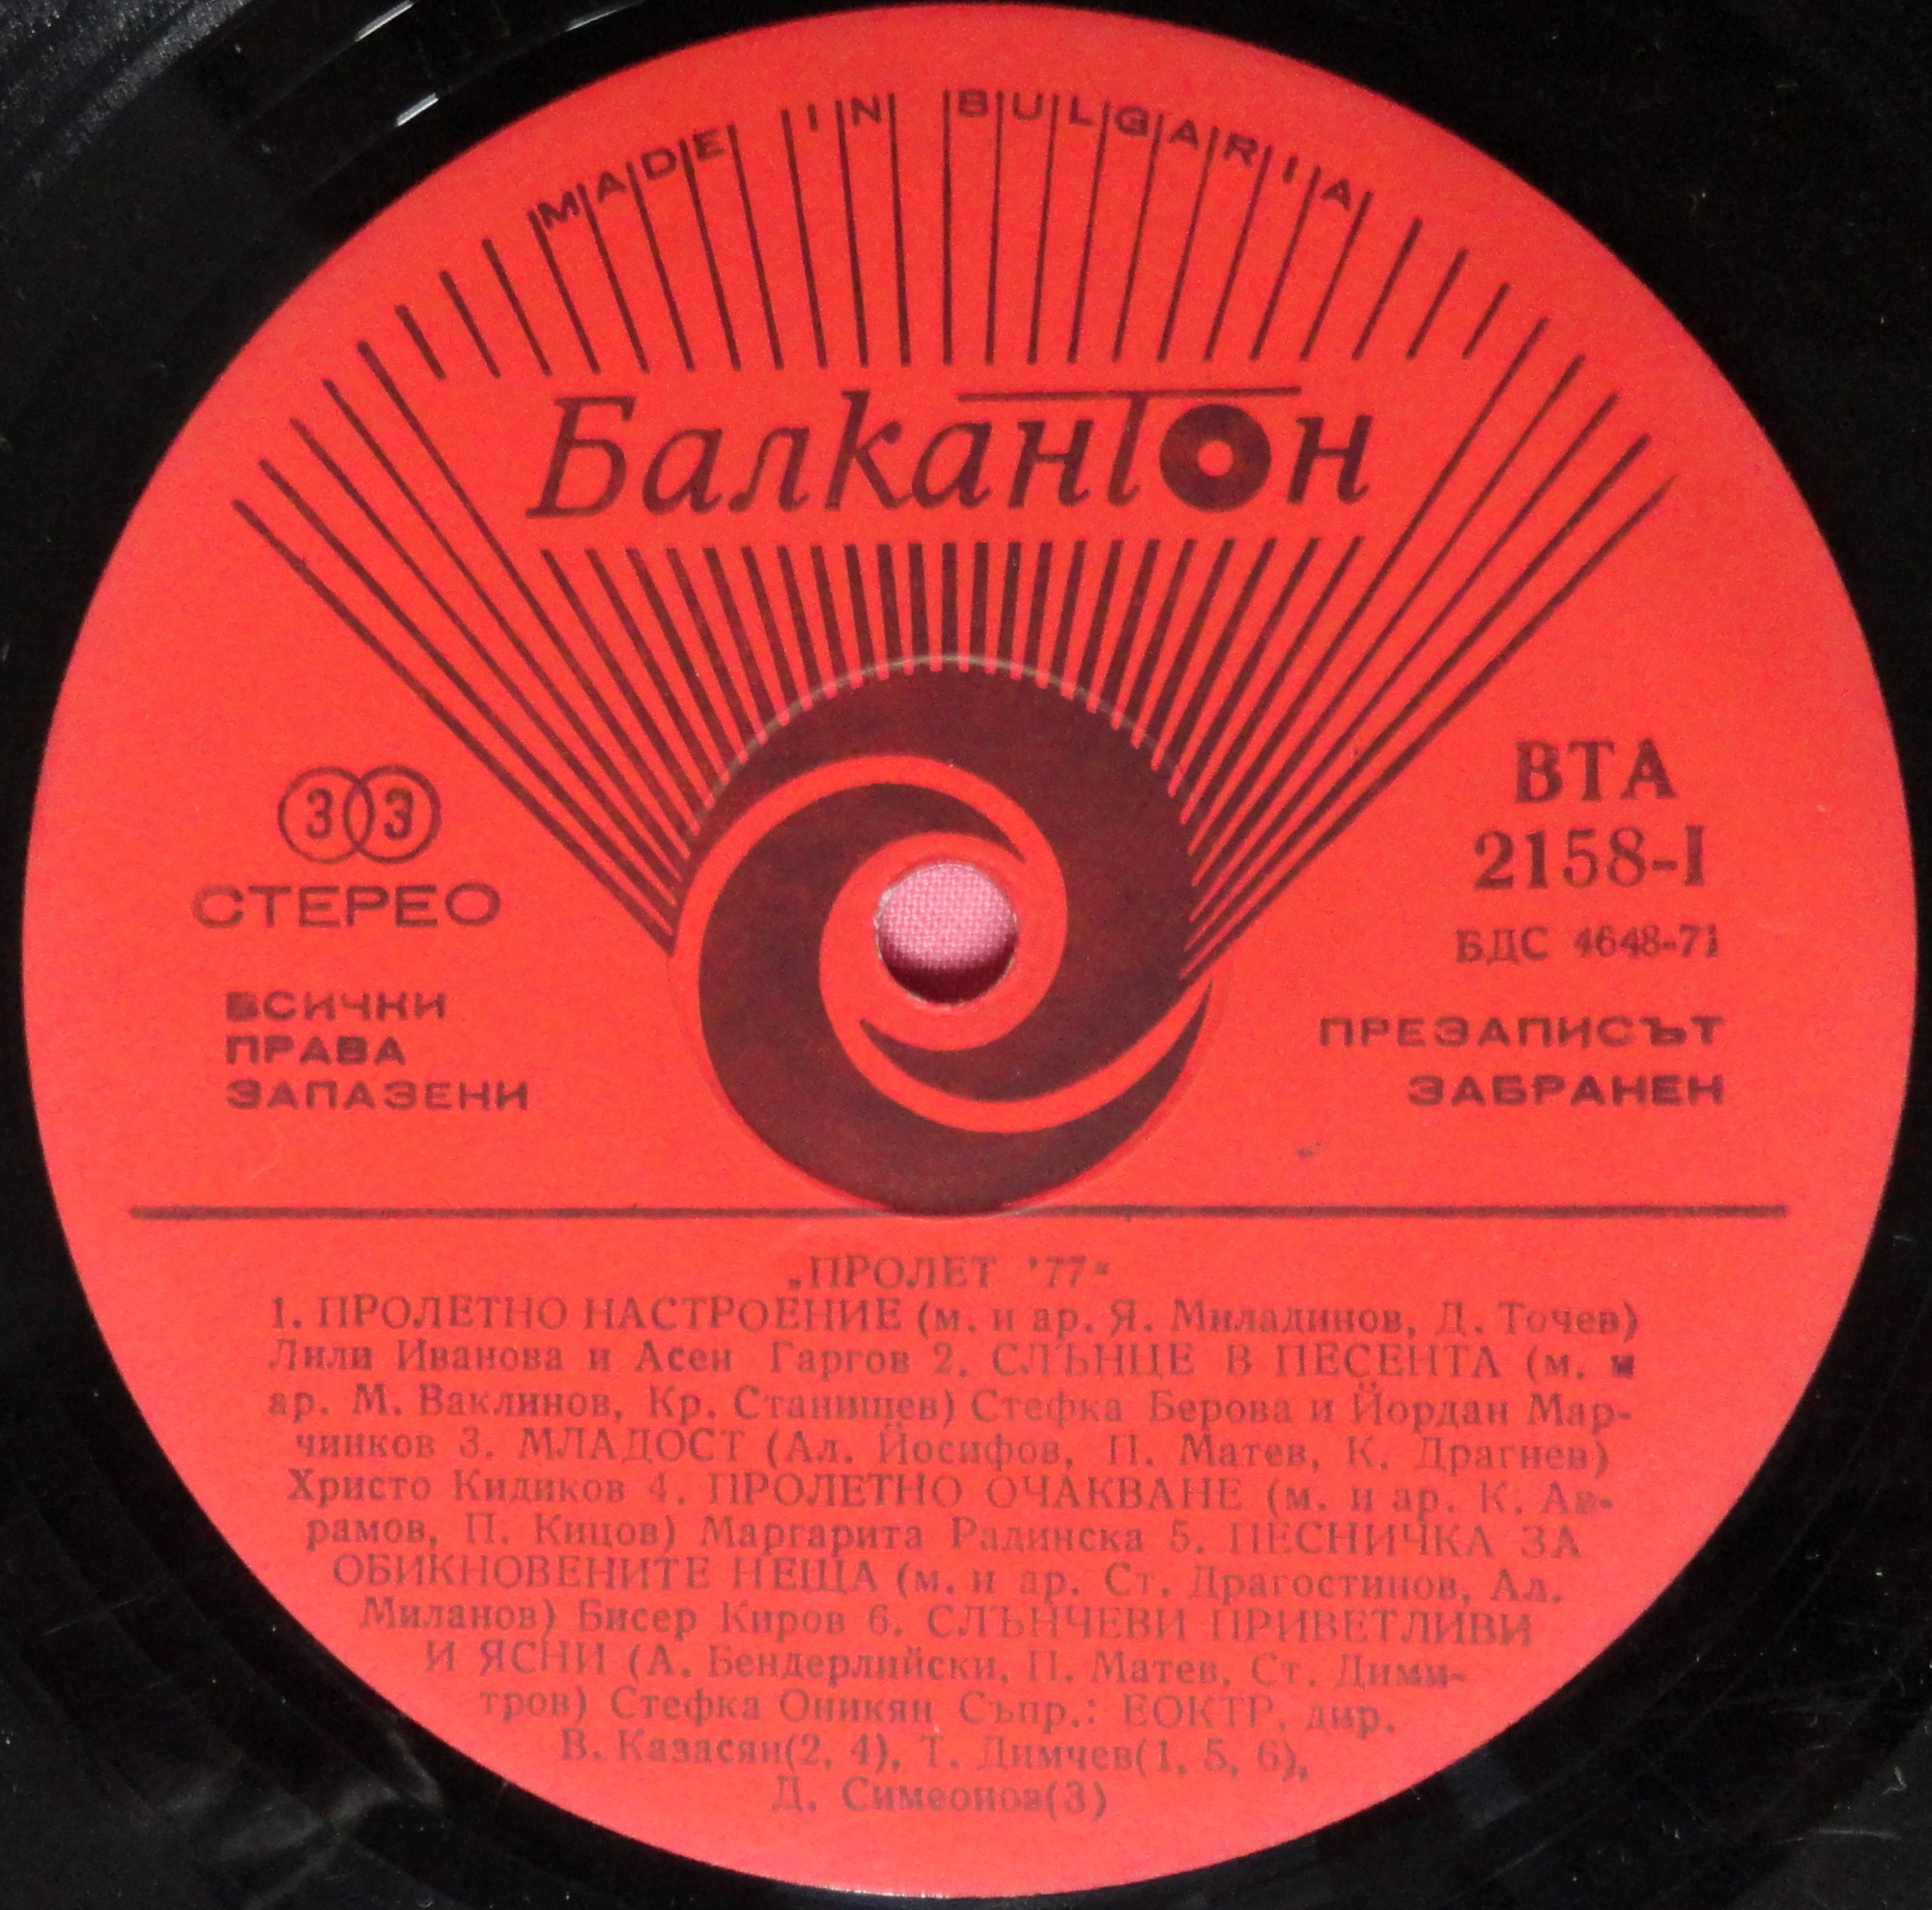 MADE IN BULGARIA
Балкантон
33
СТЕРЕО
ВСИЧКИ
ПРАВА
ЗАПАЗЕНИ
ВТА
2158-I
БДС 4648-71
ПРЕЗАПИСЪТ
ЗАБРАНЕН
„ПРОЛЕТ '77“
1. ПРОЛЕТНО НАСТРОЕНИЕ (м. и ар. Я. Миладинов, Д. Точев)
Лили Иванова и Асен Гаргов 2. СЛЪНЦЕ В ПЕСЕНТА (м. и
ар. М. Ваклинов, Кр. Станишев) Стефка Берова и Йордан Мар-
чинков 3. МЛАДОСТ (Ал. Йосифов, П. Матев, К. Драгнев)
Христо Кидиков 4. ПРОЛЕТНО ОЧАКВАНЕ (м. и ар. К. Ав-
рамов, П. Кицов) Маргарита Радинска 5. ПЕСНИЧКА ЗА
ОБИКНОВЕНИТЕ НЕЩА (м. и ар. Ст. Драгостинов, Ал.
Миланов) Бисер Киров 6. СЛЪНЧЕВИ ПРИВЕТЛИВИ
И ЯСНИ (А. Бендерлийски, П. Матев, Ст. Дими-
тров) Стефка Оникян Съпр.: ЕОКТР, дир.
В. Казасян(2, 4), Т. Димчев(1, 5, 6),
Д. Симеонов(3)